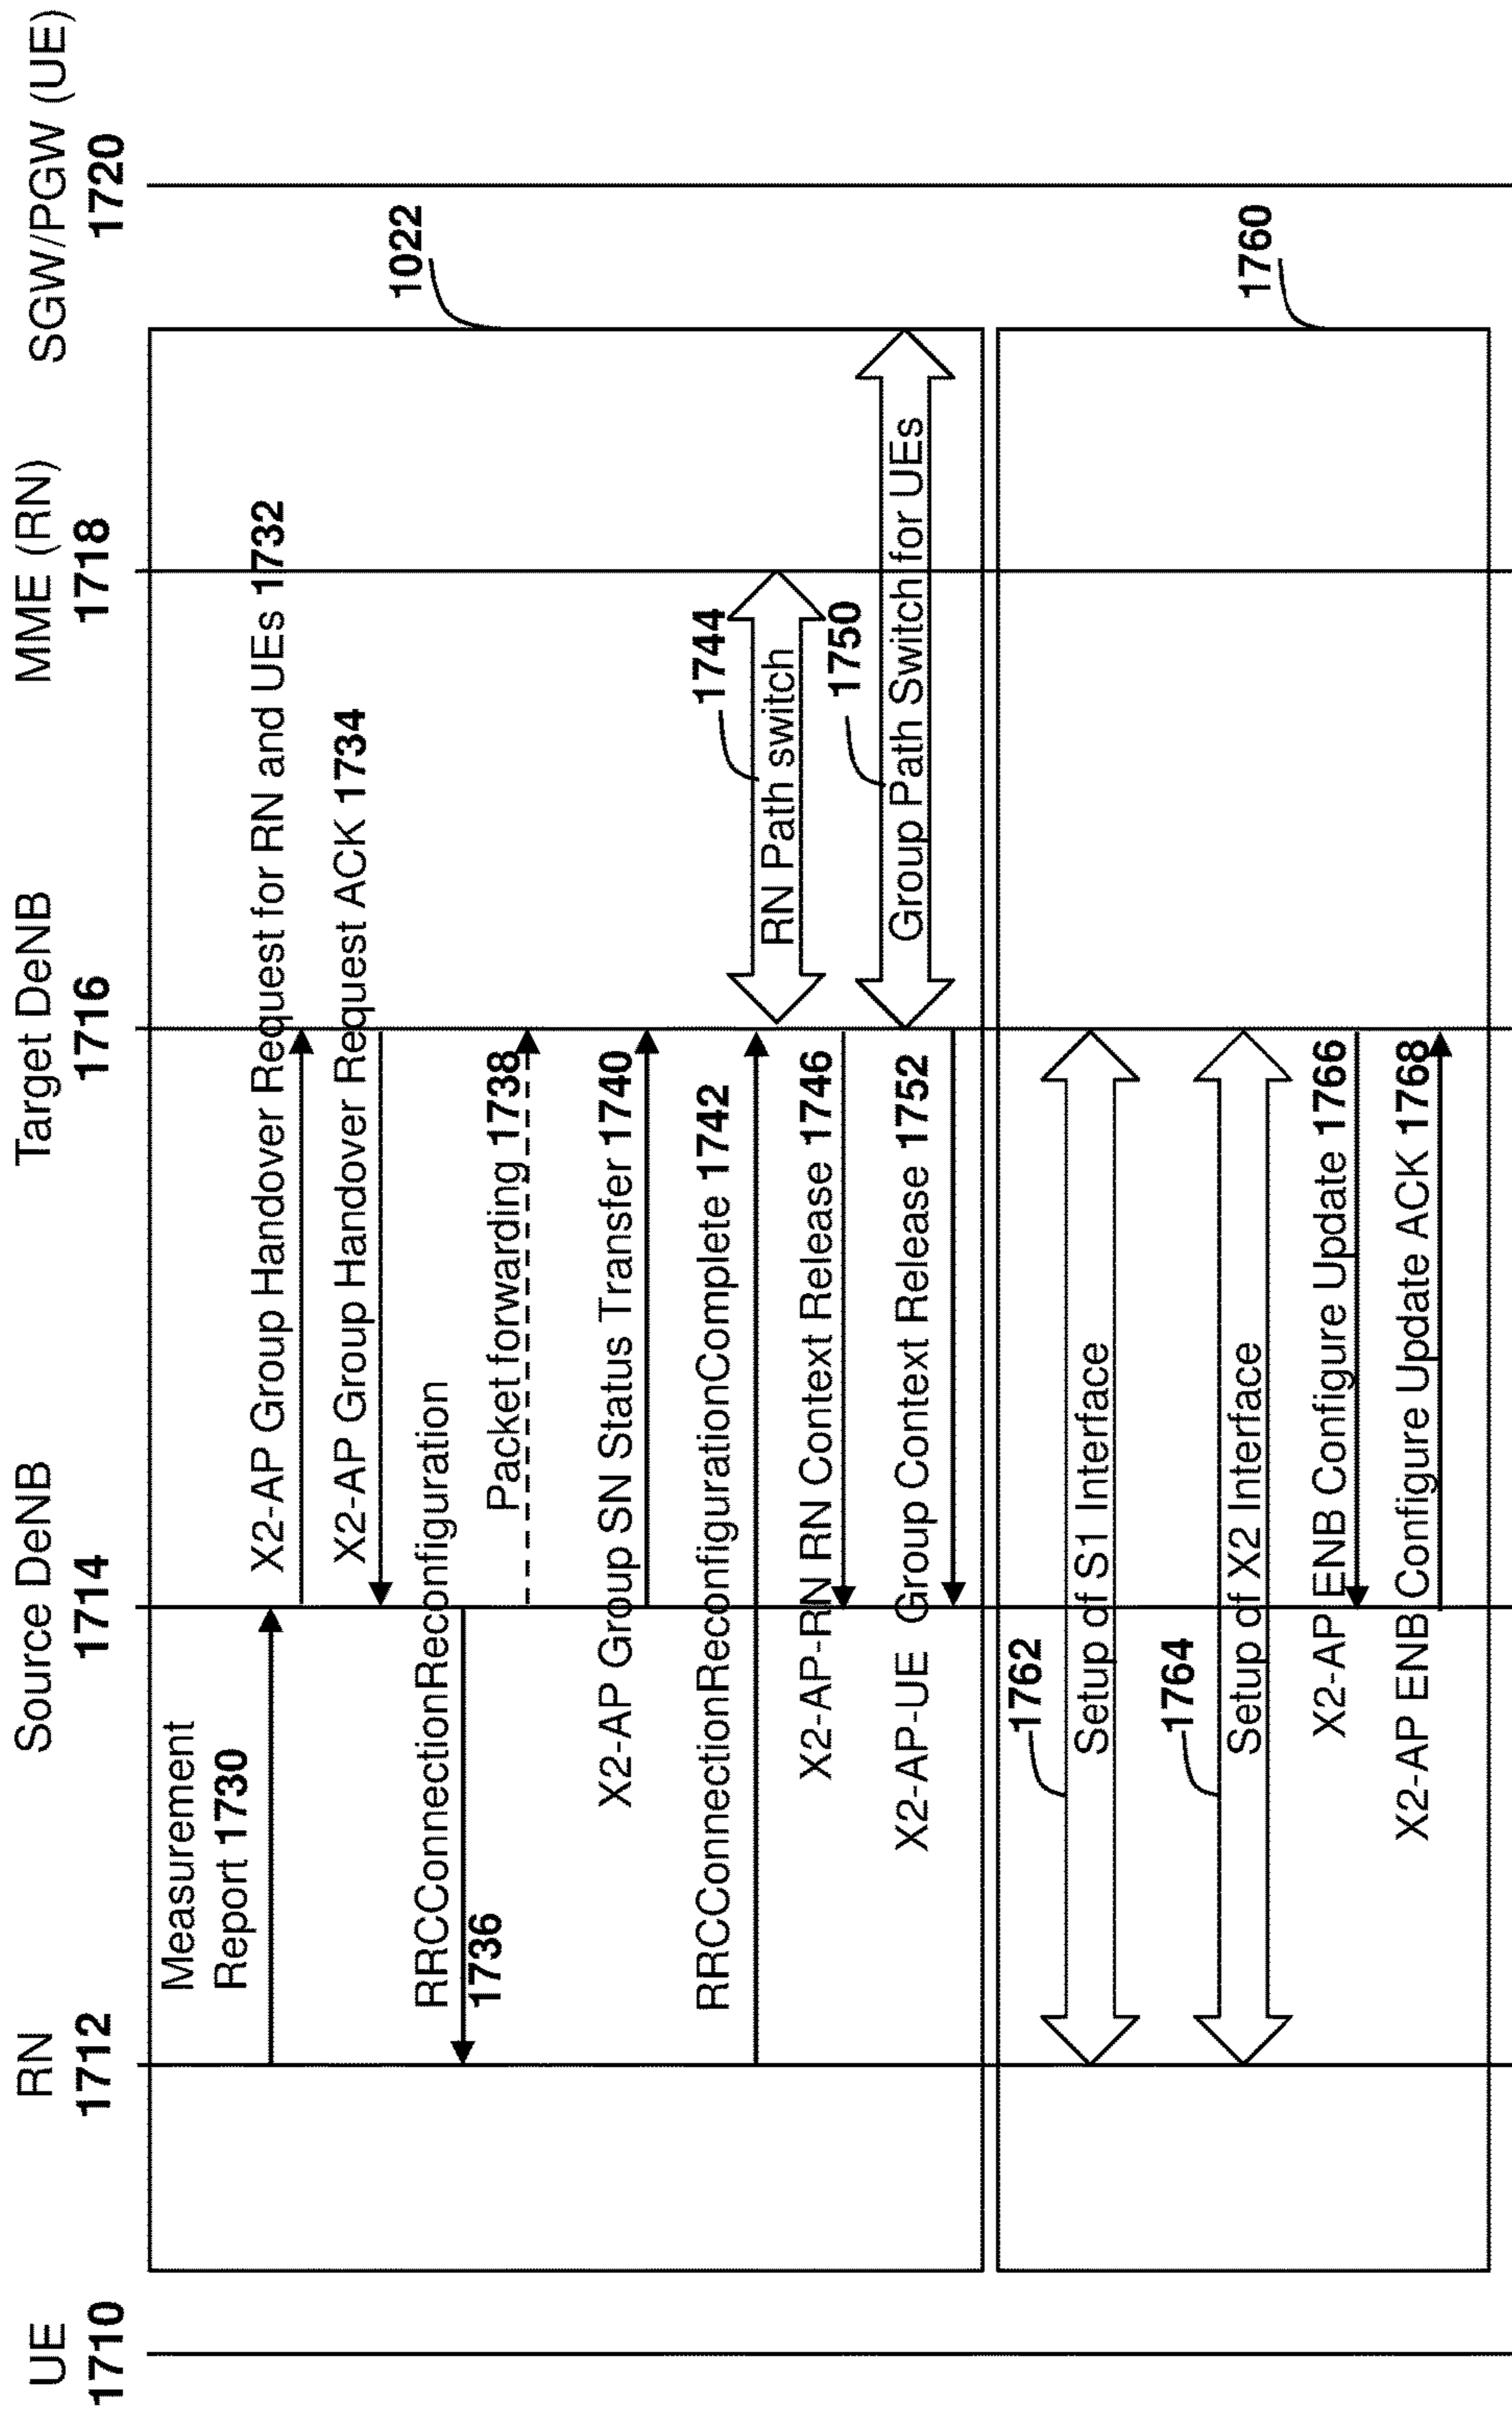 UE
1710
RN
1712
Source DeNB
1714
Target DeNB
1716
MME (RN)
1718
SGW/PGW (UE)
1720
1022
Measurement
Report 1730
X2-AP Group Handover Request for RN and UEs 1732
X2-AP Group Handover Request ACK 1734
RRCConnectionReconfiguration
1736
Packet forwarding 1738
X2-AP Group SN Status Transfer 1740
RRCConnectionReconfigurationComplete 1742
1744
RN Path switch
X2-AP-RN RN Context Release 1746
1750
Group Path Switch for UEs
X2-AP-UE Group Context Release 1752
1760
1762
Setup of S1 Interface
1764
Setup of X2 Interface
X2-AP ENB Configure Update 1766
X2-AP ENB Configure Update ACK 1768